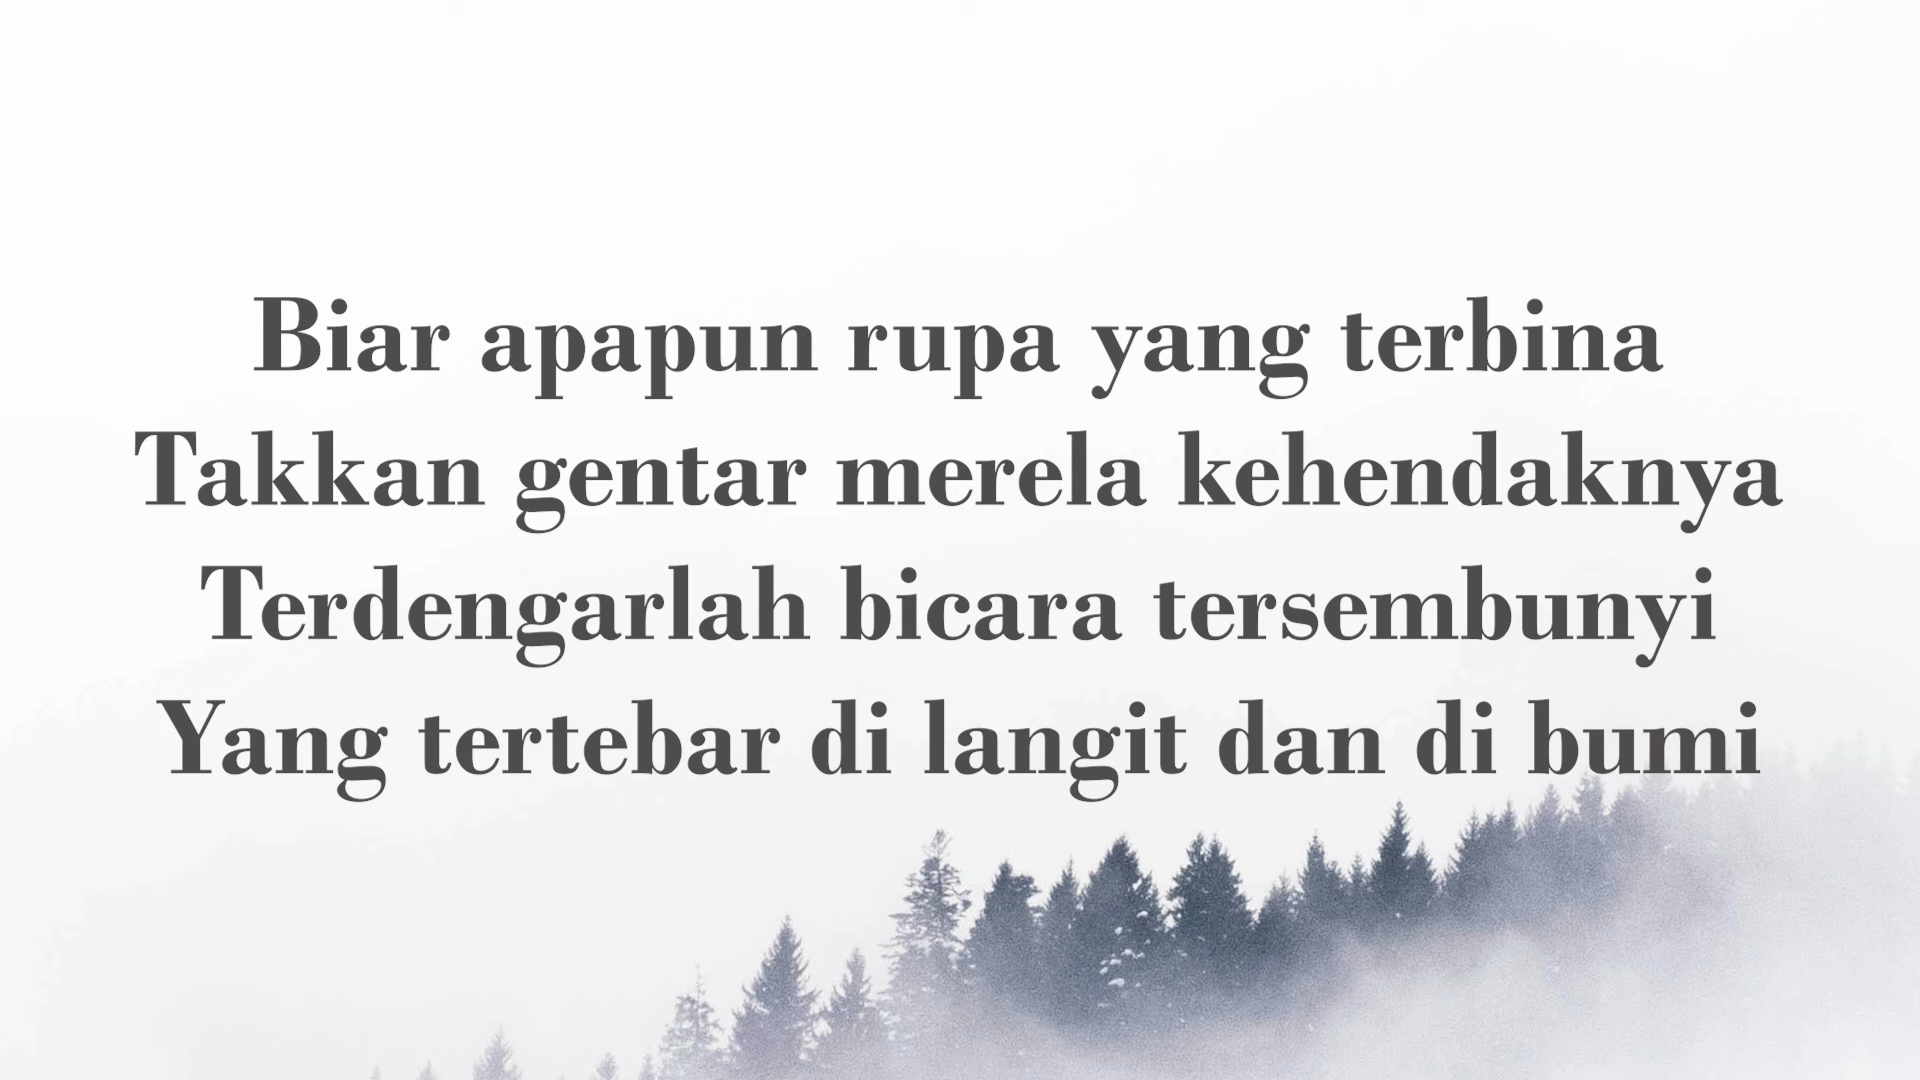 Biar apapun rupa yang terbina
Takkan gentar merela kehendaknya
Terdengarlah bicara tersembunyi
Yang tertebar di langit dan di bumi